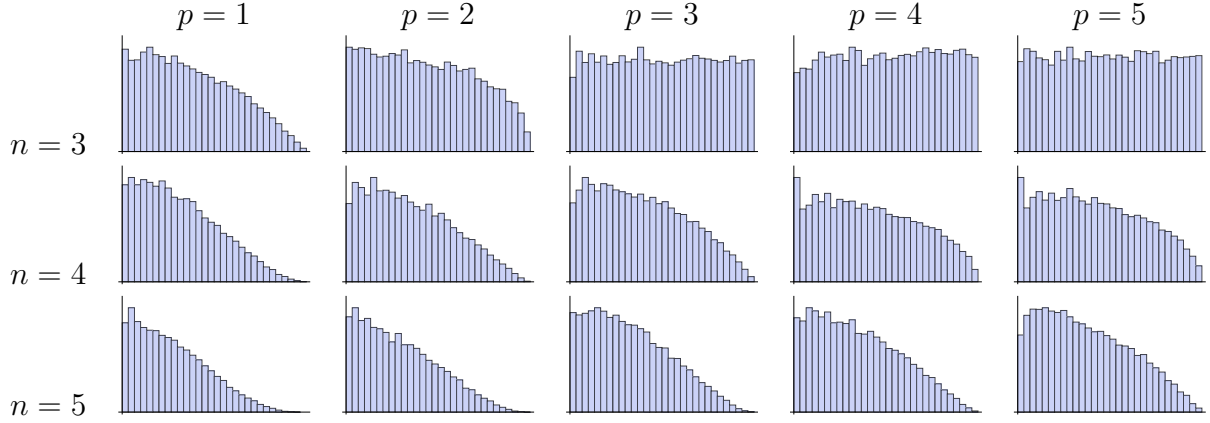 p = 1 p = 2 p = 3 p = 4 p = 5
n = 3
n = 4
n = 5